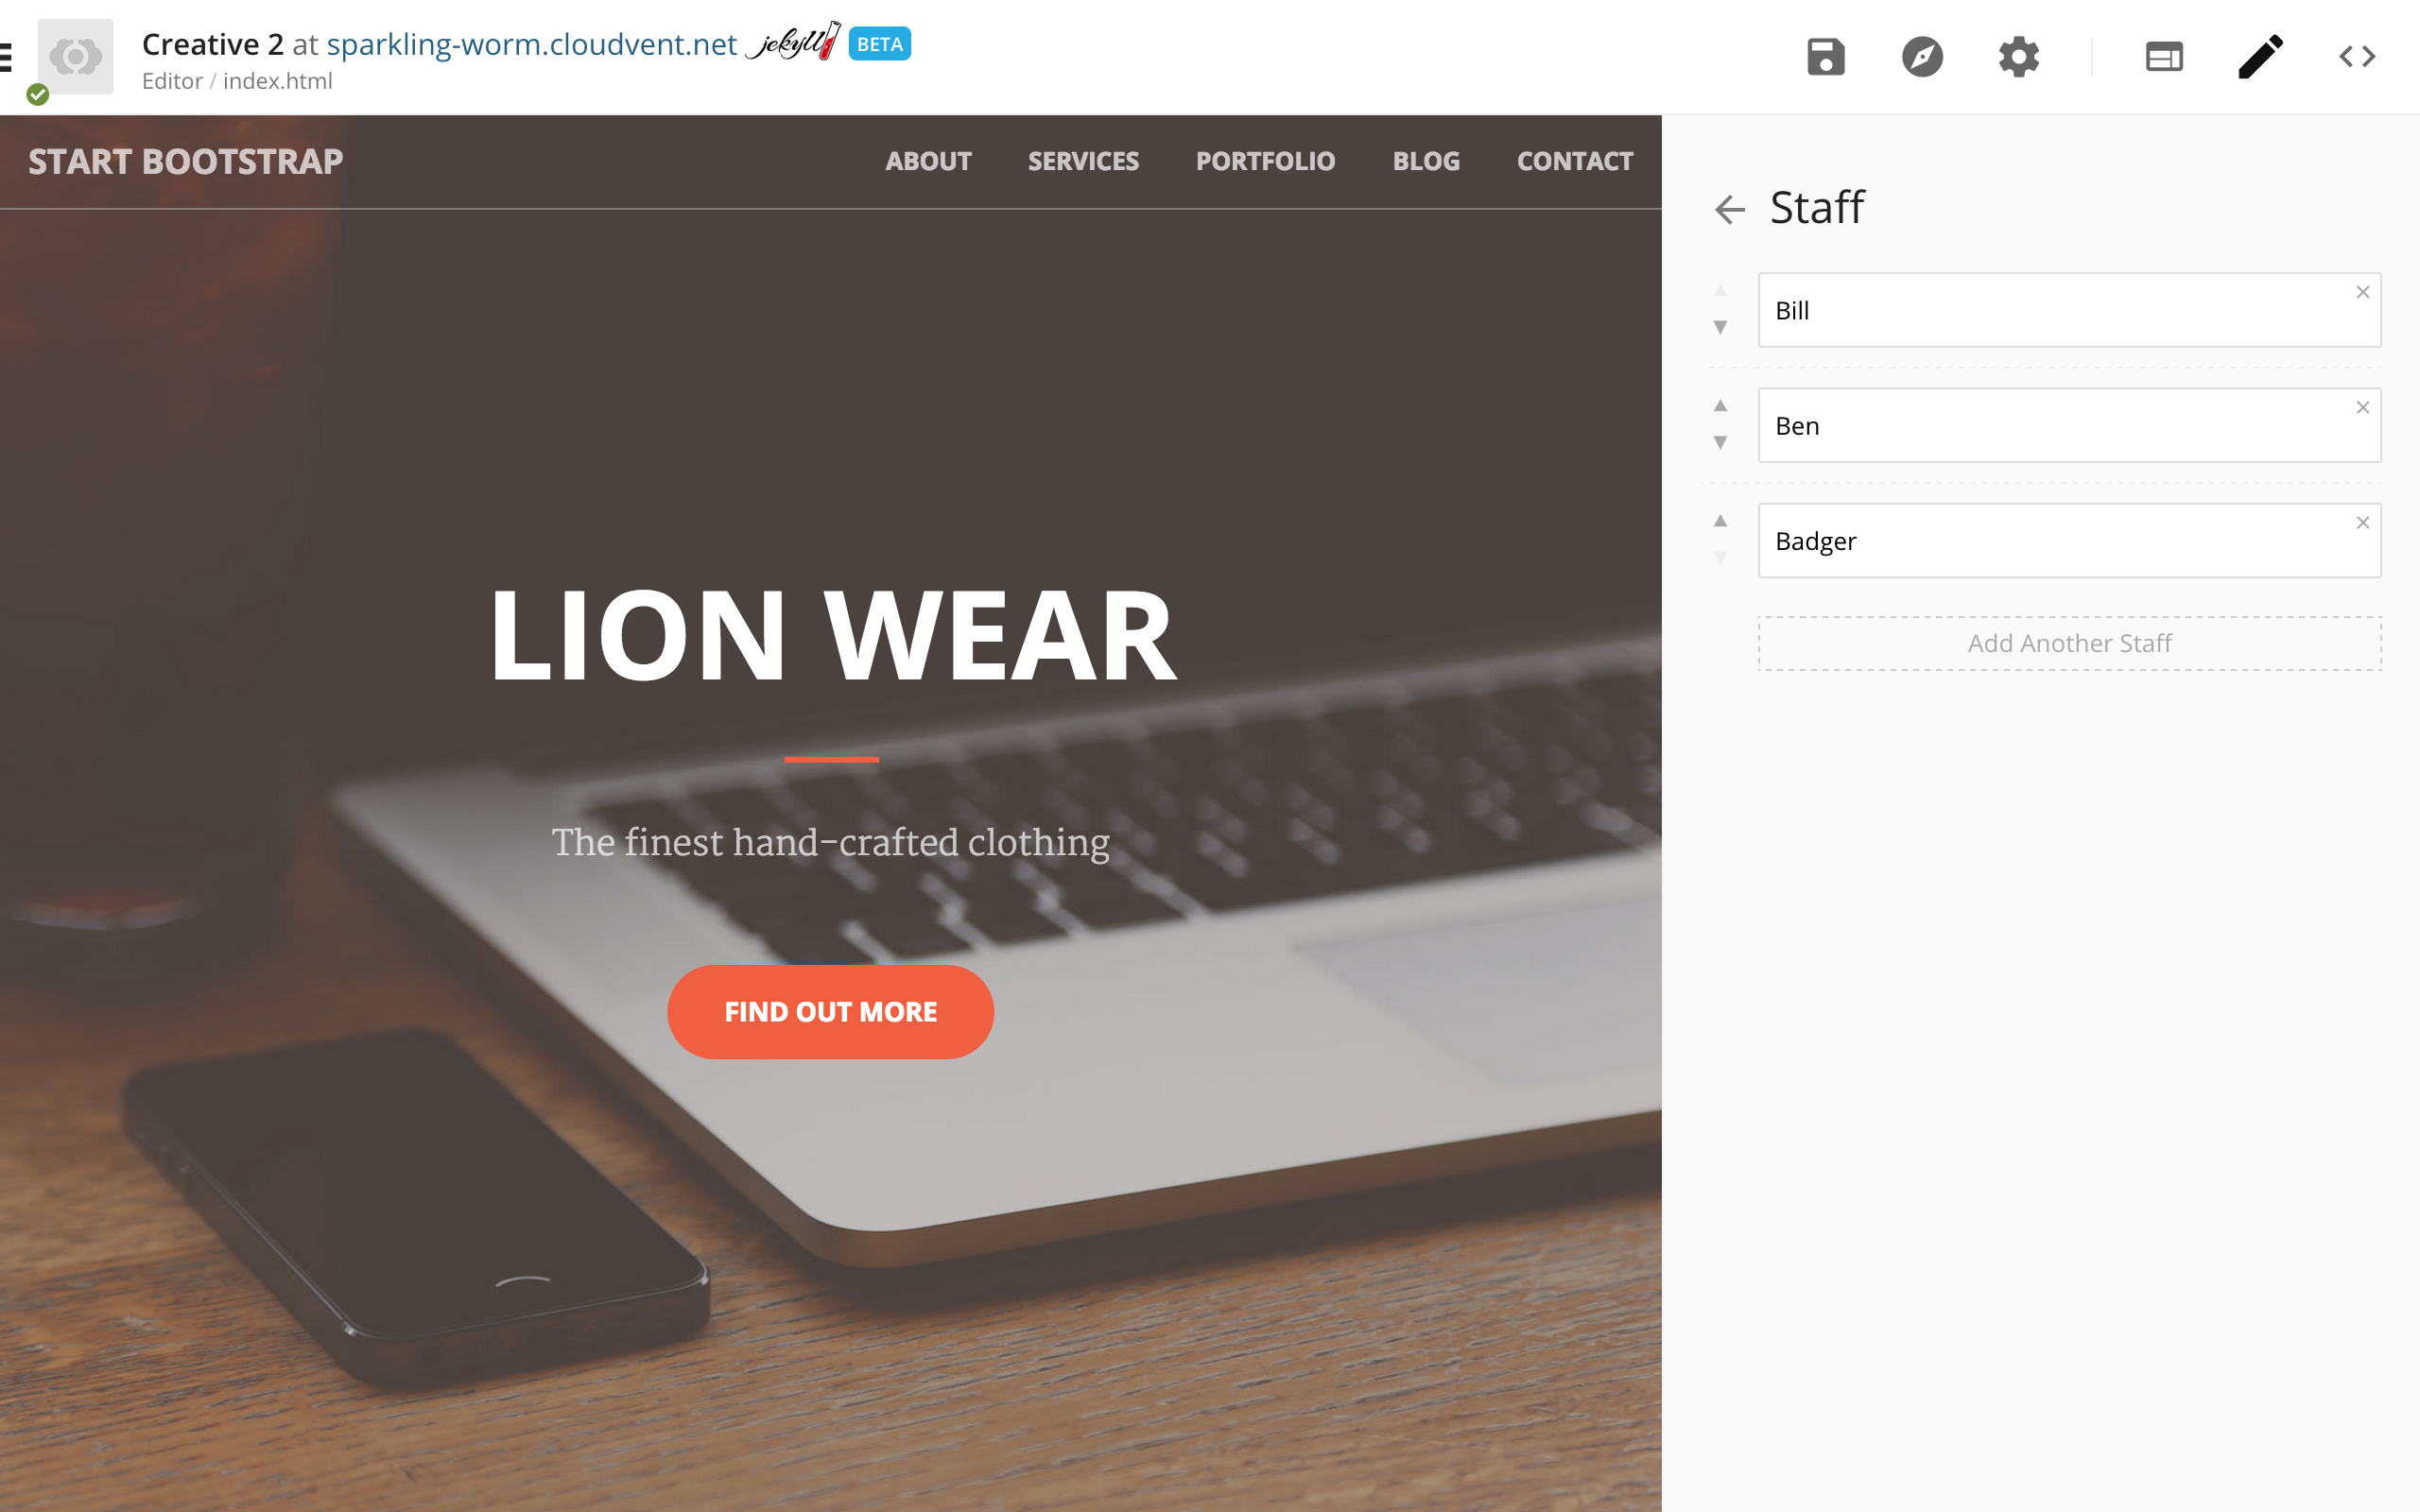 Creative 2 at sparkling-worm.cloudvent.net jekyll BETA
Editor / index.html
START BOOTSTRAP
ABOUT SERVICES PORTFOLIO BLOG CONTACT
LION WEAR
The finest hand-crafted clothing
FIND OUT MORE
Staff
Bill
Ben
Badger
Add Another Staff